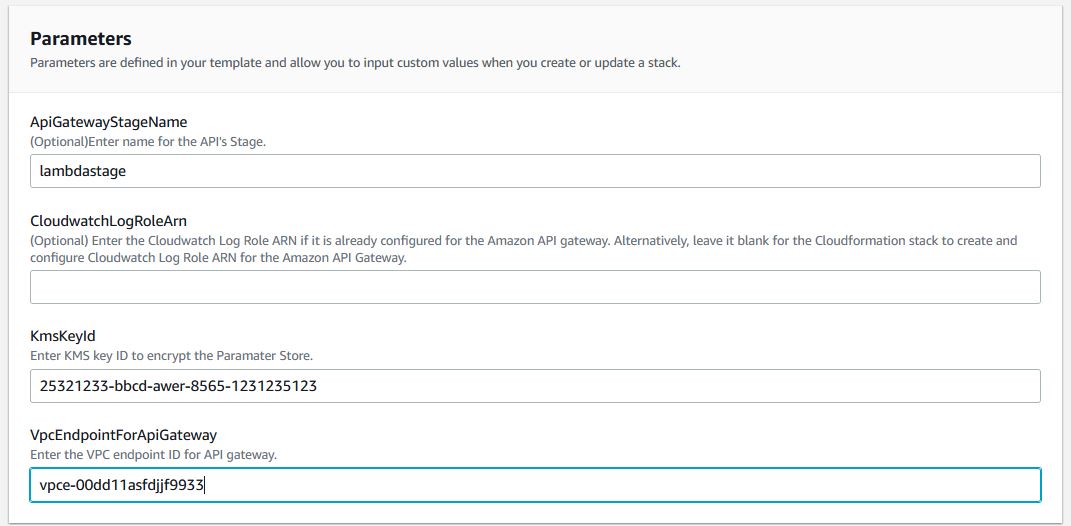 Parameters
Parameters are defined in your template and allow you to input custom values when you create or update a stack.
ApiGatewayStageName
(Optional)Enter name for the API's Stage.
lambdastage
CloudwatchLogRoleArn
(Optional) Enter the Cloudwatch Log Role ARN if it is already configured for the Amazon API gateway. Alternatively, leave it blank for the Cloudformation stack to create and
configure Cloudwatch Log Role ARN for the Amazon API Gateway.
KmsKeyId
Enter KMS key ID to encrypt the Paramater Store.
25321233-bbcd-awer-8565-1231235123
VpcEndpointForApiGateway
Enter the VPC endpoint ID for API gateway.
vpce-00dd11asfdjjf9933